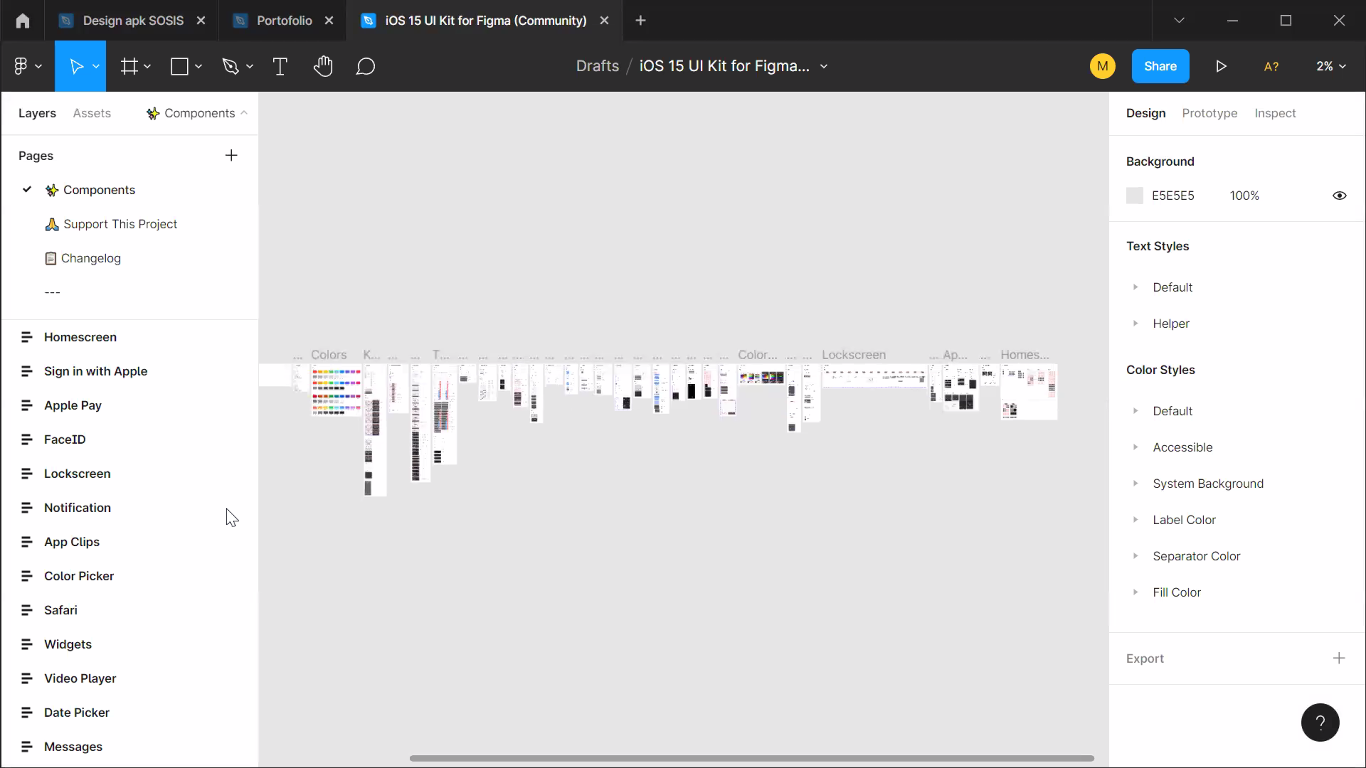 Design apk SOSIS
Portofolio
iOS 15 UI Kit for Figma (Community)
Drafts / iOS 15 UI Kit for Figma...
M
Share
A?
2%
Layers
Assets
Components
Pages
Components
Support This Project
Changelog
---
Homescreen
Sign in with Apple
Apple Pay
FaceID
Lockscreen
Notification
App Clips
Color Picker
Safari
Widgets
Video Player
Date Picker
Messages
Colors
K...
T...
Color...
Lockscreen
Ap...
Homes...
Design
Prototype
Inspect
Background
E5E5E5
100%
Text Styles
Default
Helper
Color Styles
Default
Accessible
System Background
Label Color
Separator Color
Fill Color
Export
?